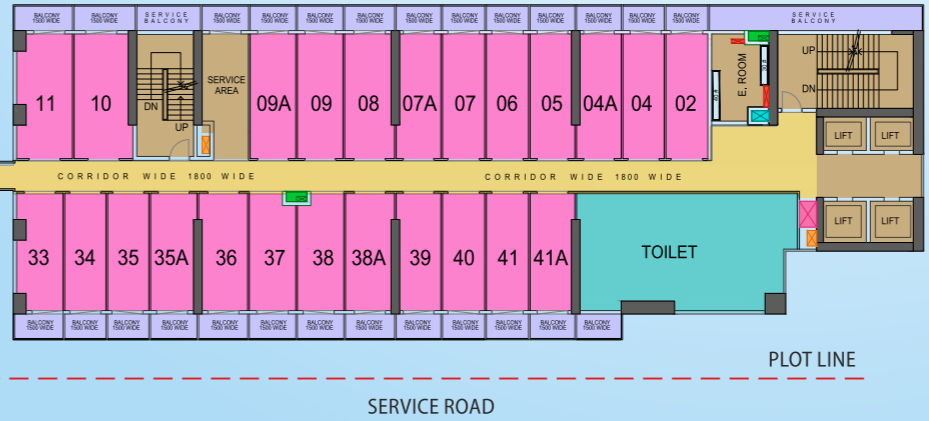 BALCONY 1500 WIDE
BALCONY 1500 WIDE
SERVICE BALCONY
BALCONY 1500 WIDE
BALCONY 1500 WIDE
BALCONY 1500 WIDE
BALCONY 1500 WIDE
BALCONY 1500 WIDE
BALCONY 1500 WIDE
BALCONY 1500 WIDE
BALCONY 1500 WIDE
BALCONY 1500 WIDE
BALCONY 1500 WIDE
BALCONY 1500 WIDE
SERVICE BALCONY
11
10
DN
UP
SERVICE
AREA
09A
09
08
07A
07
06
05
04A
04
02
E. ROOM
UP
DN
LIFT
LIFT
CORRIDOR WIDE 1800 WIDE
CORRIDOR WIDE 1800 WIDE
LIFT
LIFT
33
34
35
35A
36
37
38
38A
39
40
41
41A
TOILET
BALCONY 1500 WIDE
BALCONY 1500 WIDE
BALCONY 1500 WIDE
BALCONY 1500 WIDE
BALCONY 1500 WIDE
BALCONY 1500 WIDE
BALCONY 1500 WIDE
BALCONY 1500 WIDE
BALCONY 1500 WIDE
BALCONY 1500 WIDE
BALCONY 1500 WIDE
BALCONY 1500 WIDE
BALCONY 1500 WIDE
PLOT LINE
SERVICE ROAD